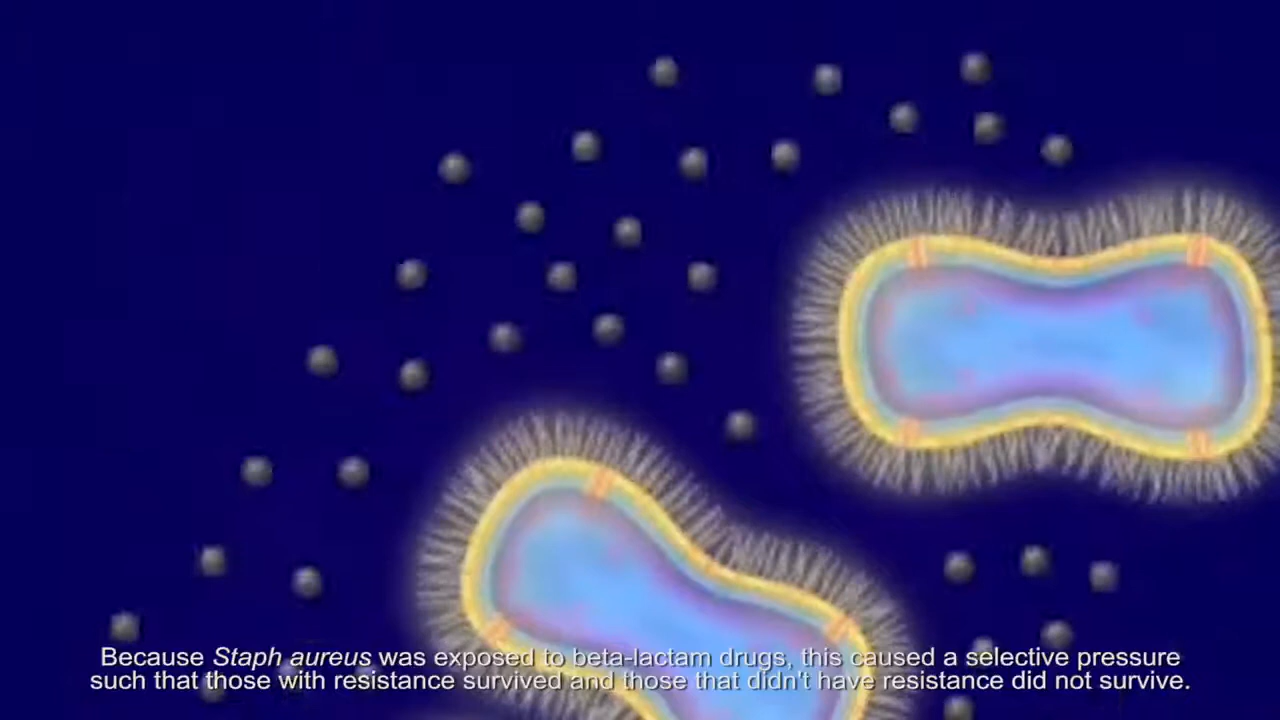 Because Staph aureus was exposed to beta-lactam drugs, this caused a selective pressure
such that those with resistance survived and those that didn't have resistance did not survive.